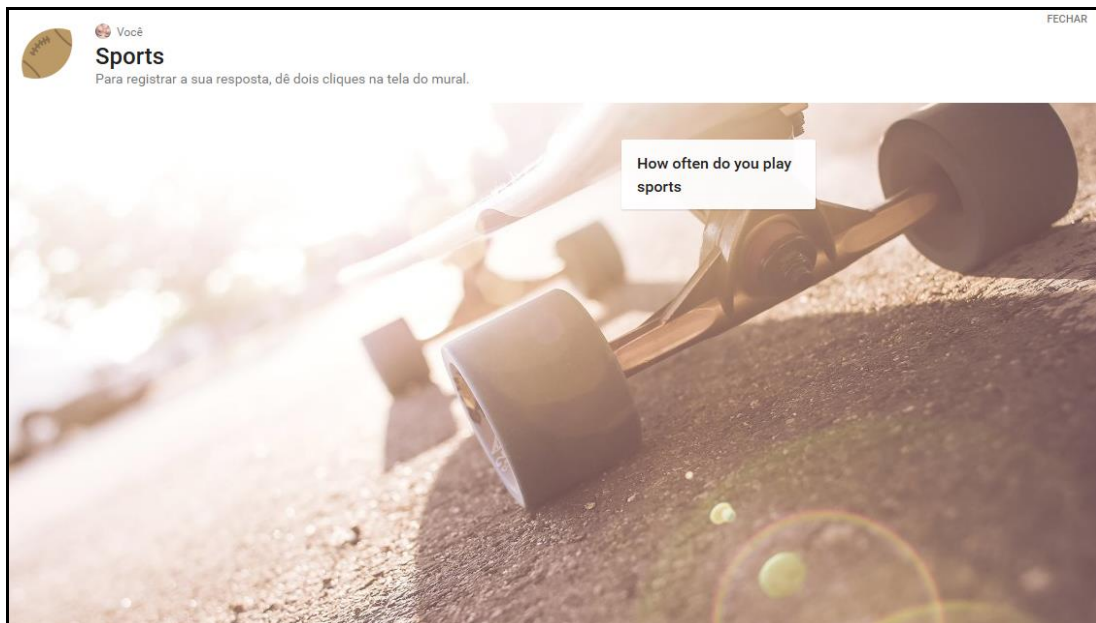 FECHAR
Você
Sports
Para registrar a sua resposta, dê dois cliques na tela do mural.
How often do you play
sports